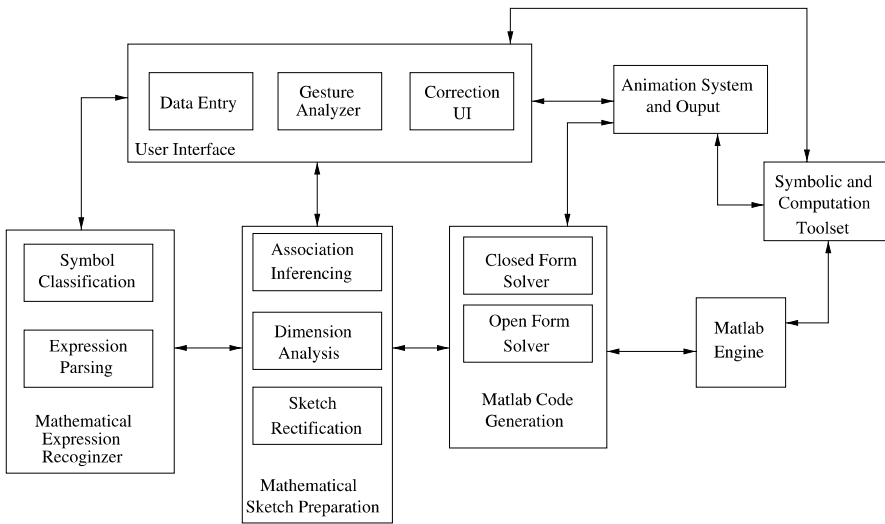 Data Entry
Gesture
Analyzer
Correction
UI
User Interface
Animation System
and Ouput
Symbolic and
Computation
Toolset
Symbol
Classification
Expression
Parsing
Mathematical
Expression
Recoginzer
Association
Inferencing
Dimension
Analysis
Sketch
Rectification
Mathematical
Sketch Preparation
Closed Form
Solver
Open Form
Solver
Matlab Code
Generation
Matlab
Engine